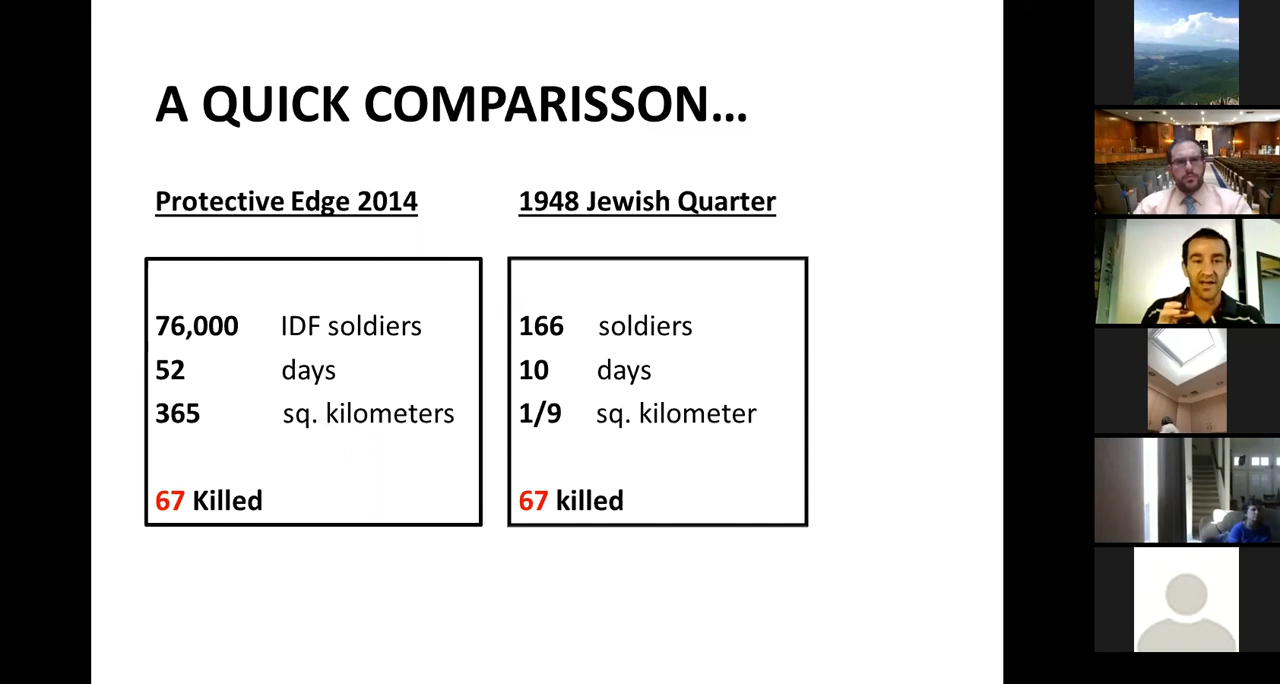 A QUICK COMPARISSON...
Protective Edge 2014
76,000 IDF soldiers
52 days
365 sq. kilometers
67 Killed
1948 Jewish Quarter
166 soldiers
10 days
1/9 sq. kilometer
67 killed